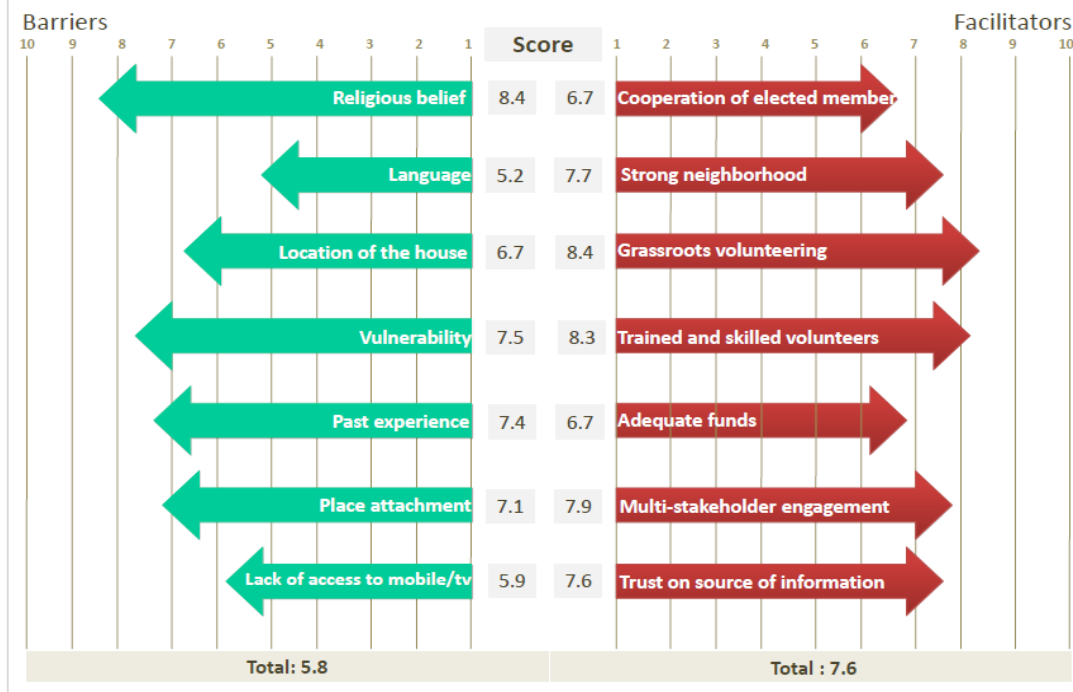 Barriers
Facilitators
10 9 8 7 6 5 4 3 2 1
Score
1 2 3 4 5 6 7 8 9 10
Religious belief 8.4 6.7 Cooperation of elected member
Language 5.2 7.7 Strong neighborhood
Location of the house 6.7 8.4 Grassroots volunteering
Vulnerability 7.5 8.3 Trained and skilled volunteers
Past experience 7.4 6.7 Adequate funds
Place attachment 7.1 7.9 Multi-stakeholder engagement
Lack of access to mobile/tv 5.9 7.6 Trust on source of information
Total: 5.8 Total : 7.6